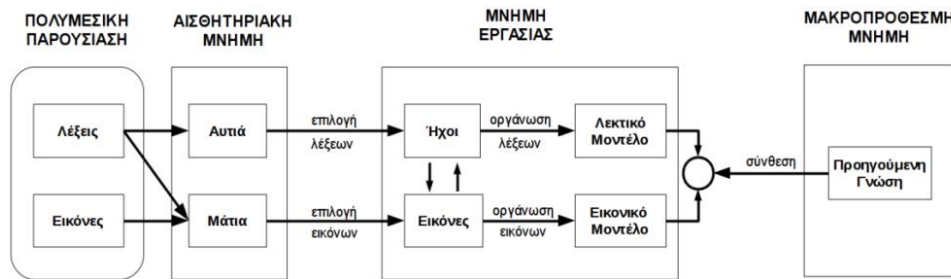 ΠΟΛΥΜΕΣΙΚΗ
ΠΑΡΟΥΣΙΑΣΗ
ΑΙΣΘΗΤΗΡΙΑΚΗ
ΜΝΗΜΗ
ΜΝΗΜΗ
ΕΡΓΑΣΙΑΣ
ΜΑΚΡΟΠΡΟΘΕΣΜΗ
ΜΝΗΜΗ
Λέξεις
Αυτιά
επιλογή
λέξεων
Ήχοι
οργάνωση
λέξεων
Λεκτικό
Μοντέλο
σύνθεση
Προηγούμενη
Γνώση
Εικόνες
Μάτια
επιλογή
εικόνων
Εικόνες
οργάνωση
εικόνων
Εικονικό
Μοντέλο